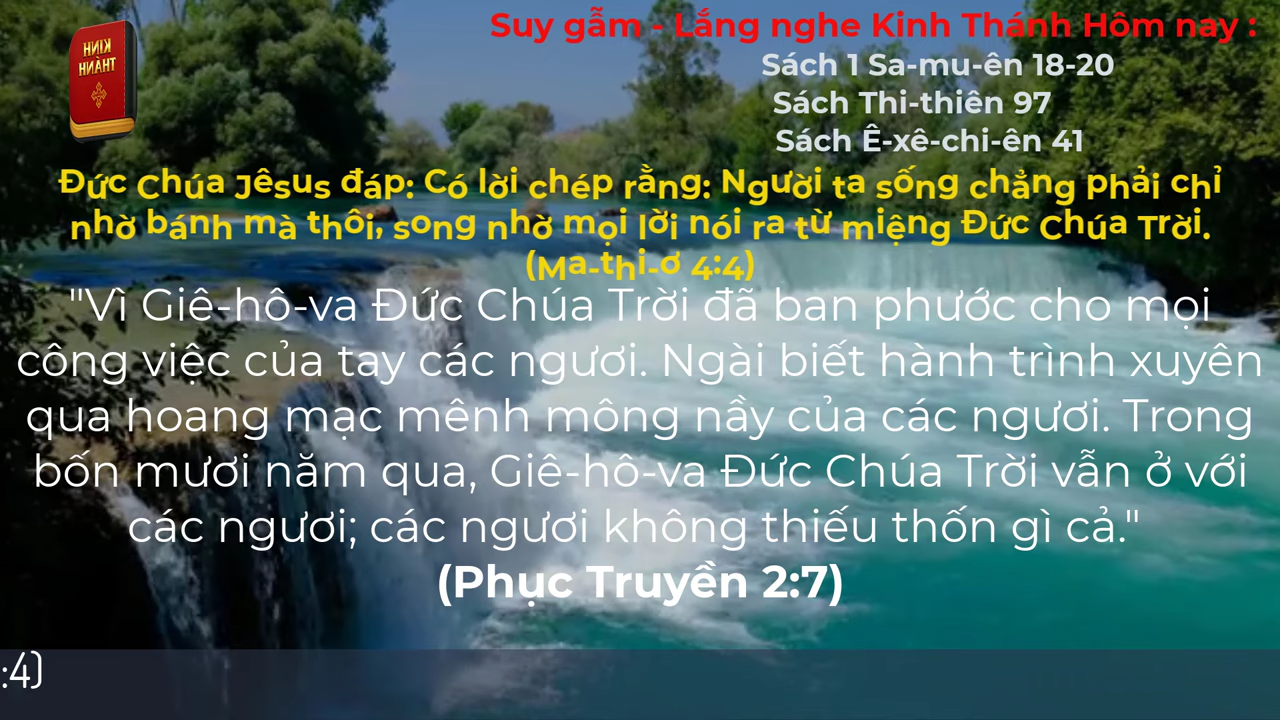 KINH
THÁNH
Suy gẫm - Lắng nghe Kinh Thánh Hôm nay :
Sách 1 Sa-mu-ên 18-20
Sách Thi-thiên 97
Sách Ê-xê-chi-ên 41
Đức Chúa Jêsus đáp: Có lời chép rằng: Người ta sống chẳng phải chỉ
nhờ bánh mà thôi, song nhờ mọi lời nói ra từ miệng Đức Chúa Trời.
(Ma-thi-ơ 4:4)
"Vì Giê-hô-va Đức Chúa Trời đã ban phước cho mọi
công việc của tay các ngươi. Ngài biết hành trình xuyên
qua hoang mạc mênh mông nầy của các ngươi. Trong
bốn mươi năm qua, Giê-hô-va Đức Chúa Trời vẫn ở với
các ngươi; các ngươi không thiếu thốn gì cả."
(Phục Truyền 2:7)
:4)